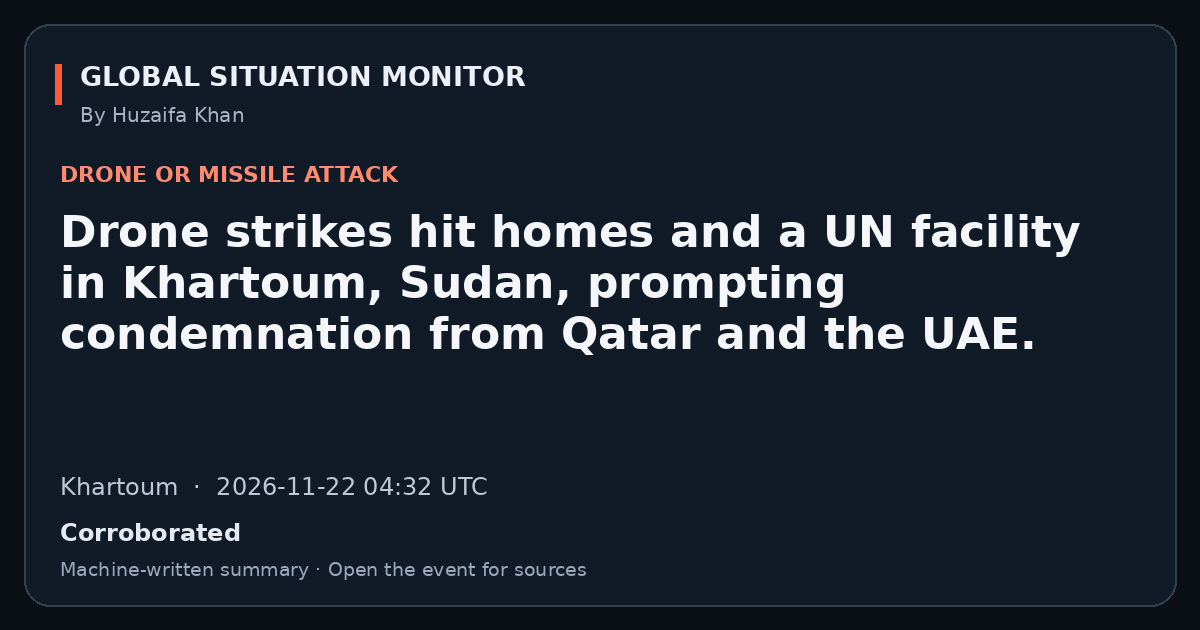 GLOBAL SITUATION MONITOR
By Huzaifa Khan
DRONE OR MISSILE ATTACK
Drone strikes hit homes and a UN facility
in Khartoum, Sudan, prompting
condemnation from Qatar and the UAE.
Khartoum · 2026-11-22 04:32 UTC
Corroborated
Machine-written summary · Open the event for sources